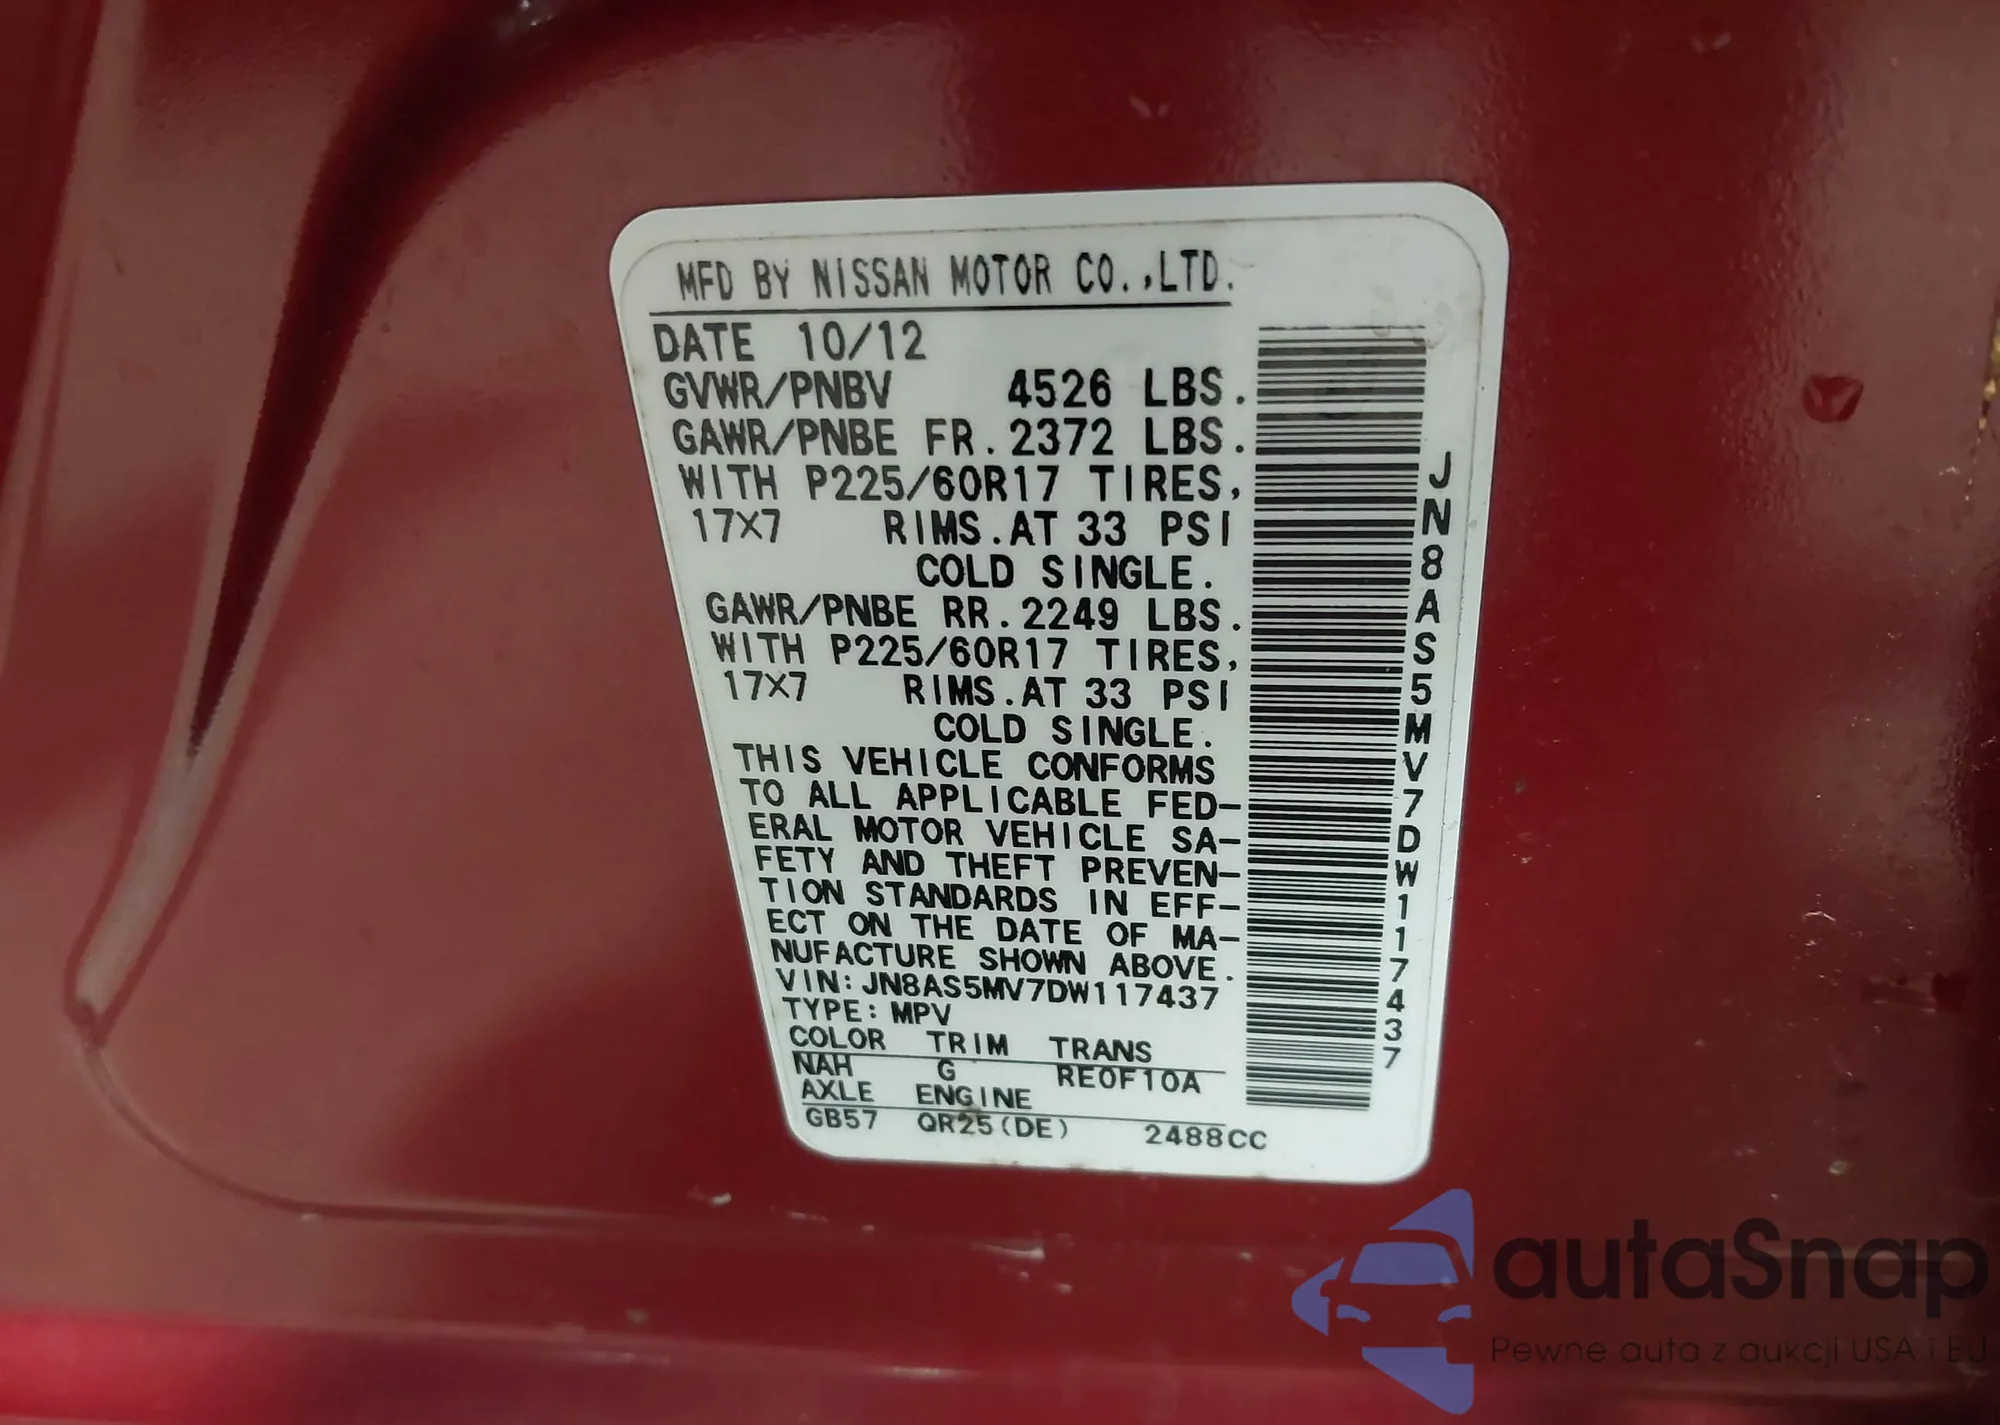 MFD BY NISSAN MOTOR CO.,LTD.
DATE 10/12
GVWR/PNBV 4526 LBS.
GAWR/PNBE FR. 2372 LBS.
WITH P225/60R17 TIRES,
17X7 RIMS. AT 33 PSI
COLD SINGLE.
GAWR/PNBE RR. 2249 LBS.
WITH P225/60R17 TIRES,
17X7 RIMS. AT 33 PSI
COLD SINGLE.
THIS VEHICLE CONFORMS
TO ALL APPLICABLE FED-
ERAL MOTOR VEHICLE SA-
FETY AND THEFT PREVEN-
TION STANDARDS IN EFF-
ECT ON THE DATE OF MA-
NUFACTURE SHOWN ABOVE.
VIN: JN8AS5MV7DW117437
TYPE: MPV
COLOR TRIM TRANS
NAH G RE0F10A
AXLE ENGINE
GB57 QR25(DE) 2488CC
JN8AS5MV7DW117437
autaSnap
Pewne auta z aukcji USA i EU